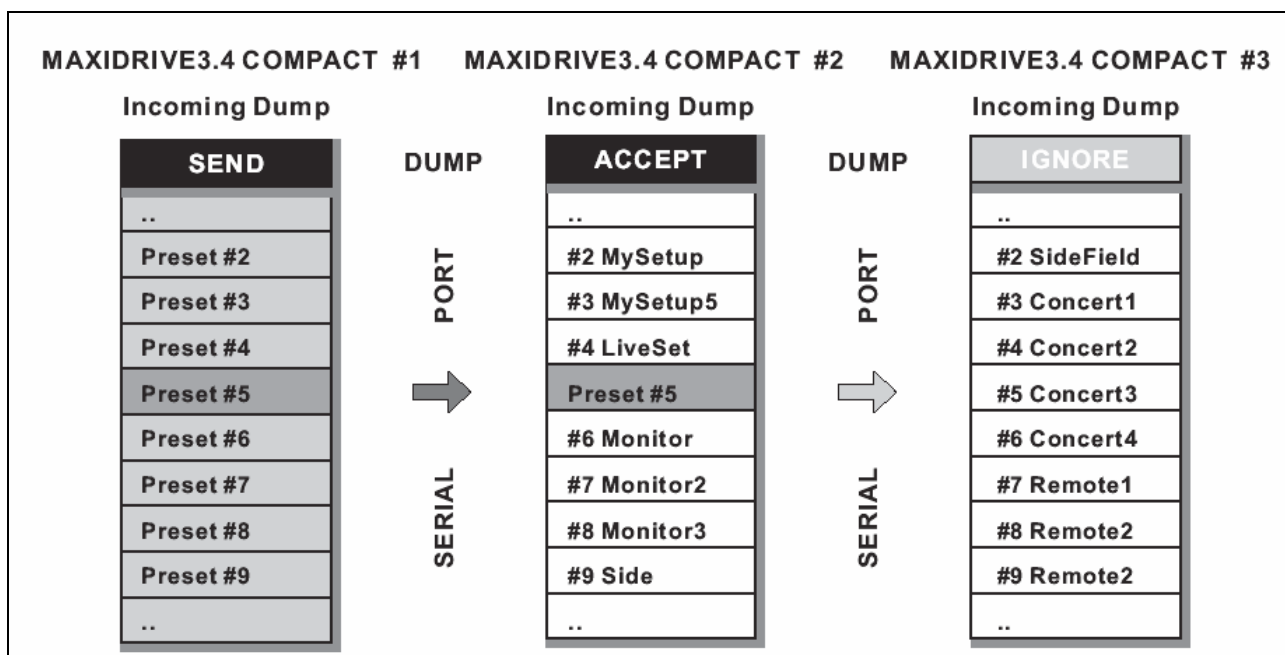 MAXIDRIVE3.4 COMPACT #1 MAXIDRIVE3.4 COMPACT #2 MAXIDRIVE3.4 COMPACT #3
Incoming Dump Incoming Dump Incoming Dump
SEND DUMP ACCEPT DUMP IGNORE
.. .. ..
Preset #2 #2 MySetup #2 SideField
Preset #3 #3 MySetup5 #3 Concert1
Preset #4 #4 LiveSet #4 Concert2
Preset #5 Preset #5 #5 Concert3
Preset #6 #6 Monitor #6 Concert4
Preset #7 #7 Monitor2 #7 Remote1
Preset #8 #8 Monitor3 #8 Remote2
Preset #9 #9 Side #9 Remote2
.. .. ..
SERIAL PORT
SERIAL PORT